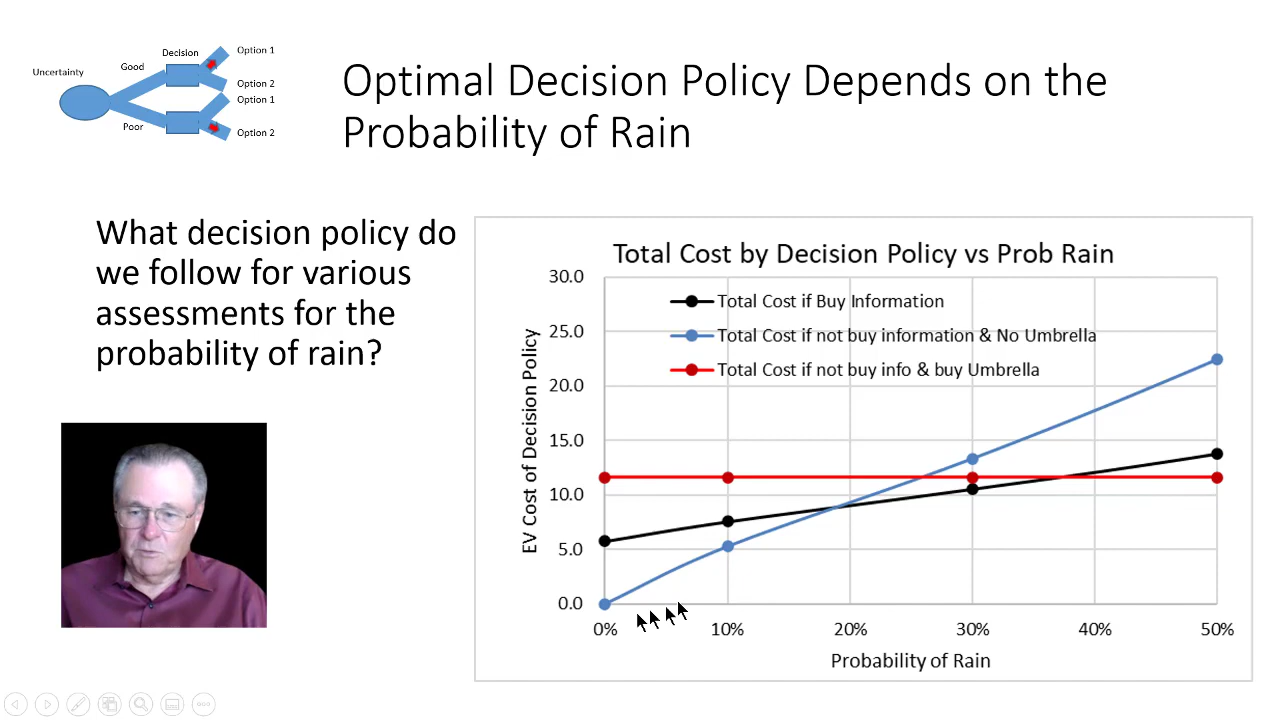 Decision
Option 1
Good
Uncertainty
Option 2
Option 1
Poor
Option 2
Optimal Decision Policy Depends on the
Probability of Rain
What decision policy do
we follow for various
assessments for the
probability of rain?
Total Cost by Decision Policy vs Prob Rain
EV Cost of Decision Policy
30.0
25.0
20.0
15.0
10.0
5.0
0.0
Total Cost if Buy Information
Total Cost if not buy information & No Umbrella
Total Cost if not buy info & buy Umbrella
0% 10% 20% 30% 40% 50%
Probability of Rain